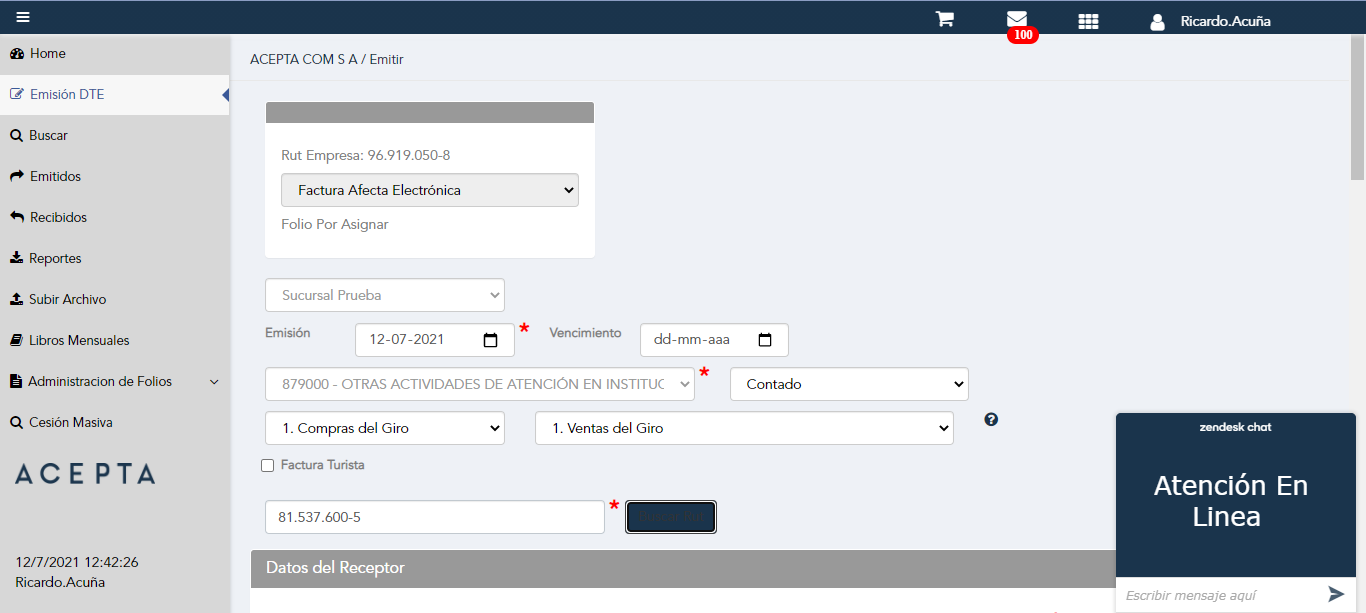 Ricardo.Acuña
100
Home
Emisión DTE
Buscar
Emitidos
Recibidos
Reportes
Subir Archivo
Libros Mensuales
Administracion de Folios
Cesión Masiva
ACEPTA
12/7/2021 12:42:26
Ricardo.Acuña
ACEPTA COM S A / Emitir
Rut Empresa: 96.919.050-8
Factura Afecta Electrónica
Folio Por Asignar
Sucursal Prueba
Emisión 12-07-2021 * Vencimiento dd-mm-aaa
879000 - OTRAS ACTIVIDADES DE ATENCIÓN EN INSTITUC * Contado
1. Compras del Giro 1. Ventas del Giro
Factura Turista
81.537.600-5 *
Datos del Receptor
zendesk chat
Atención En
Linea
Escribir mensaje aquí